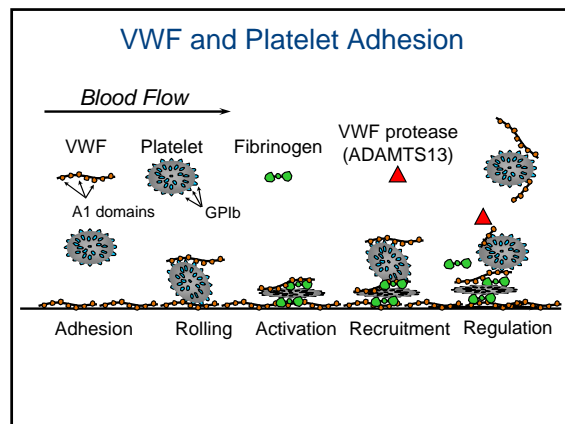 VWF and Platelet Adhesion
Blood Flow
VWF
Platelet
Fibrinogen
VWF protease
(ADAMTS13)
A1 domains
GPIb
Adhesion
Rolling
Activation
Recruitment
Regulation